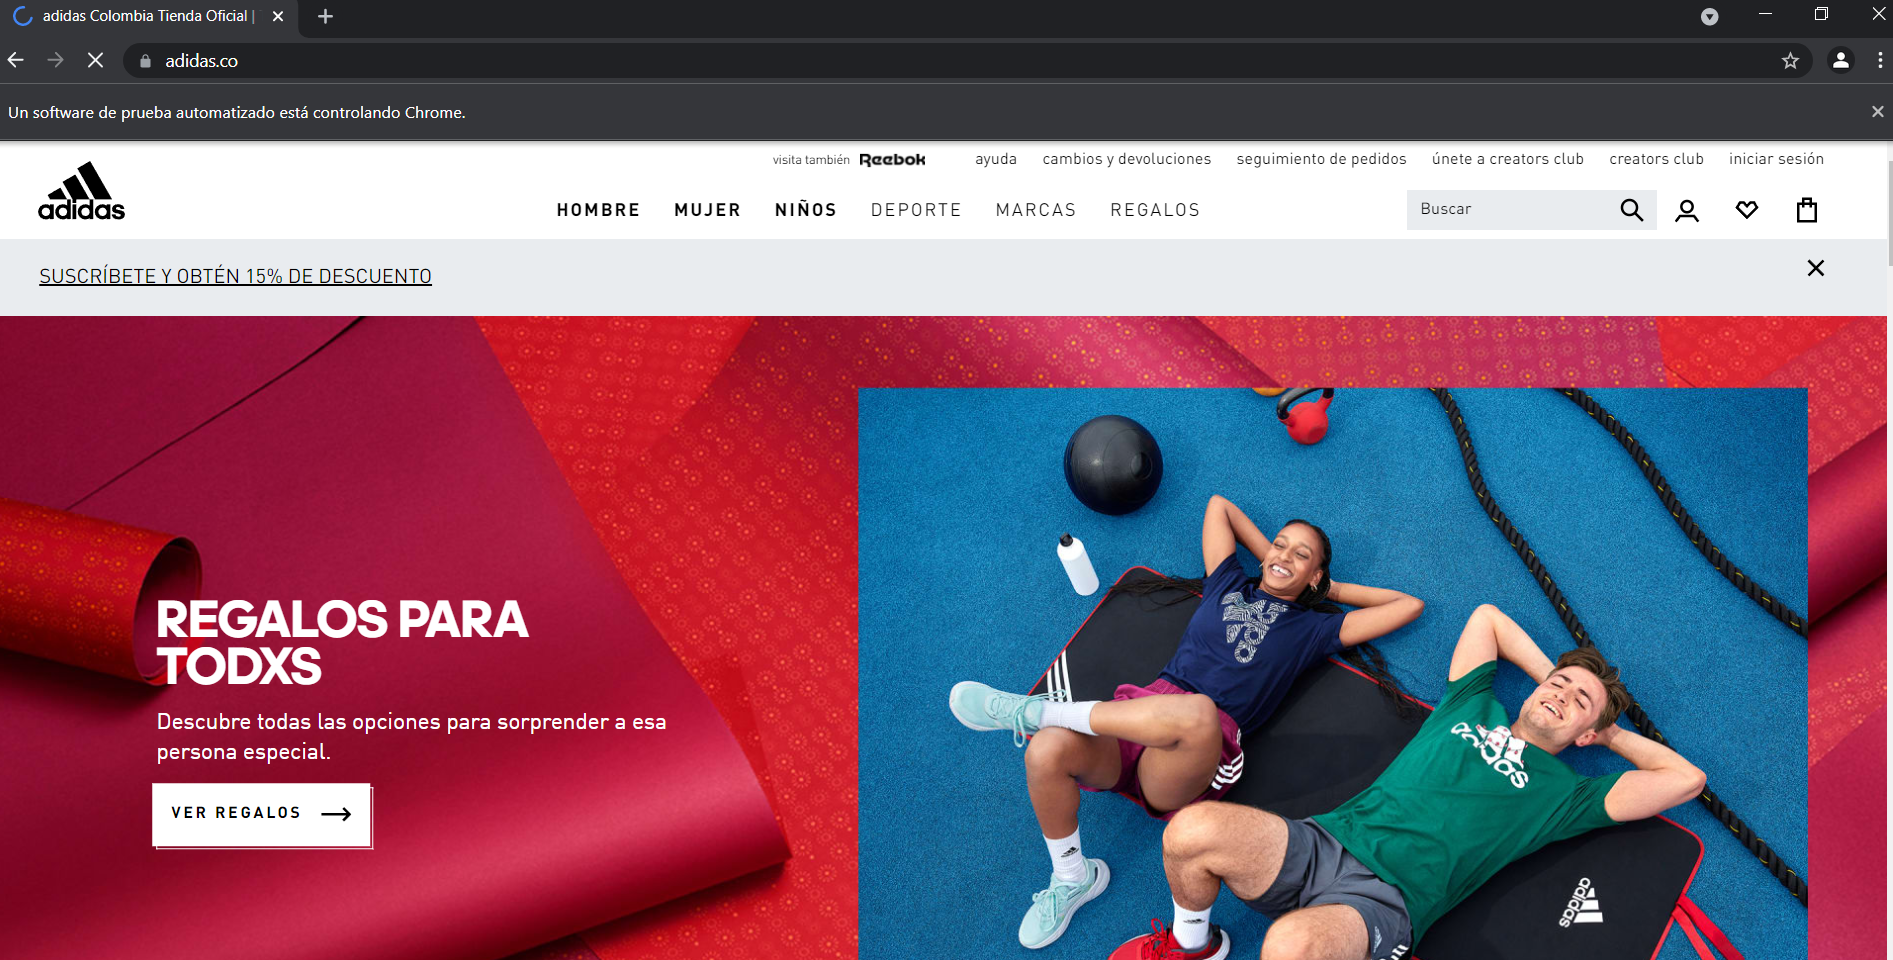 adidas Colombia Tienda Oficial |
adidas.co
Un software de prueba automatizado está controlando Chrome.
visita también Reebok ayuda cambios y devoluciones seguimiento de pedidos únete a creators club creators club iniciar sesión
adidas
HOMBRE MUJER NIÑOS DEPORTE MARCAS REGALOS Buscar
SUSCRÍBETE Y OBTÉN 15% DE DESCUENTO
REGALOS PARA
TODXS
Descubre todas las opciones para sorprender a esa
persona especial.
VER REGALOS
adidas
adidas